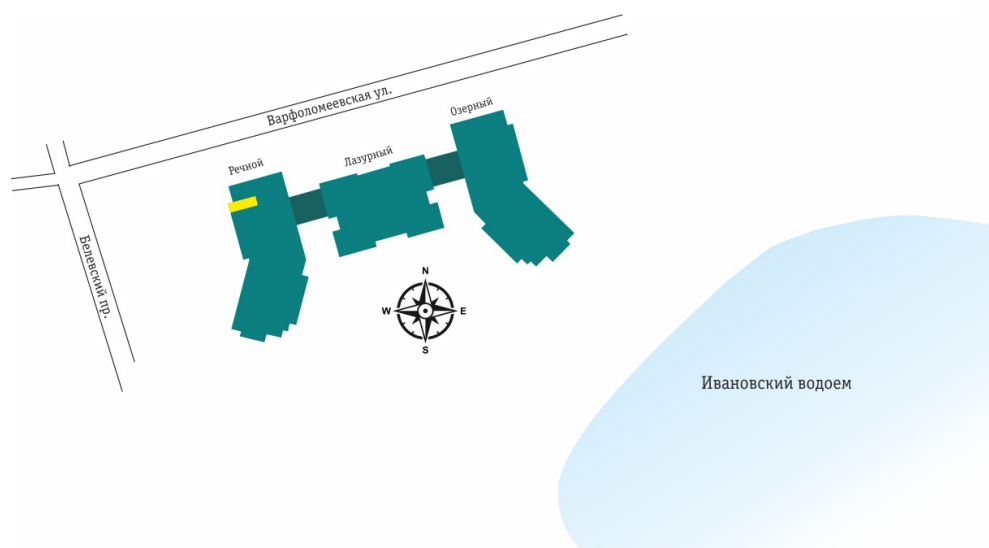 Варфоломеевская ул.
Озерный
Лазурный
Речной
Белевский пр.
N
W
E
S
Ивановский водоем